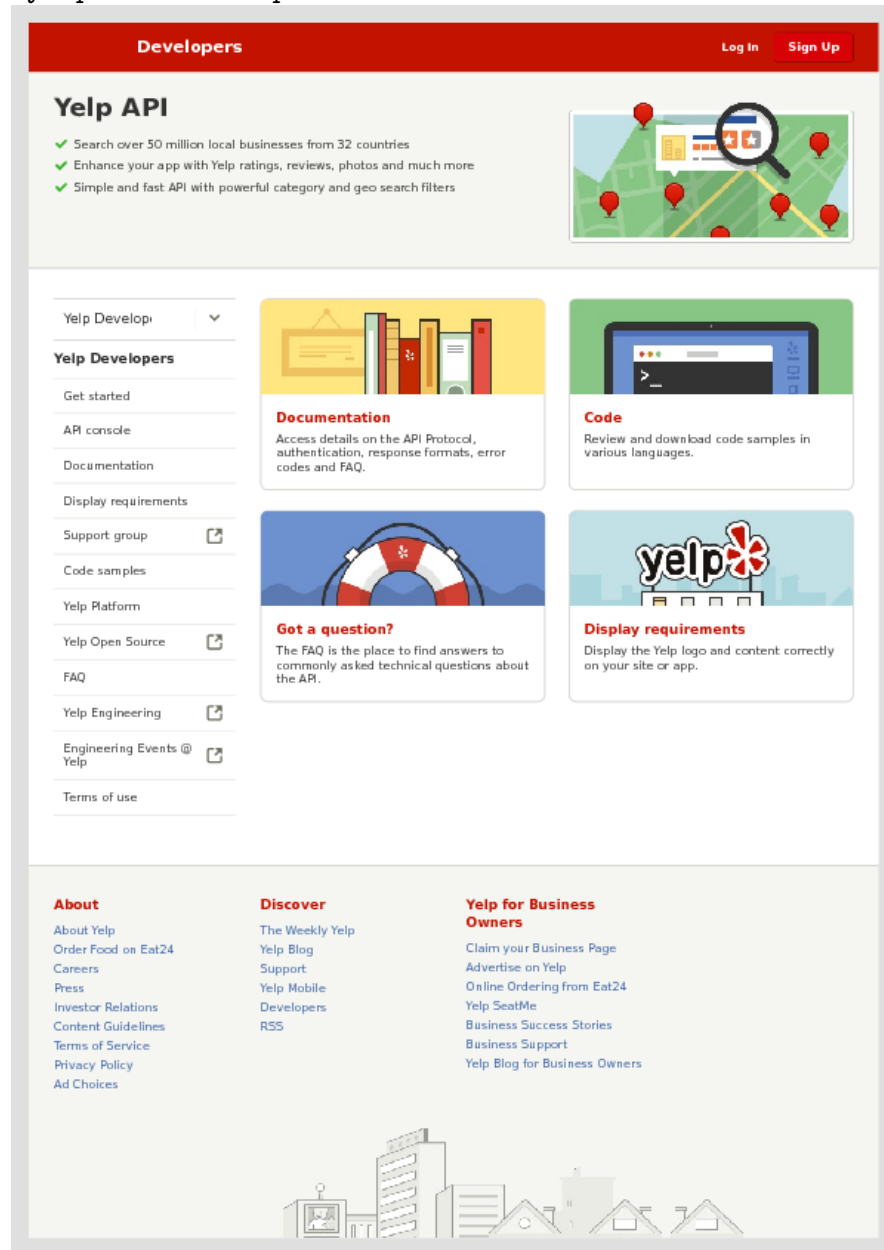 Developers
Log In
Sign Up
Yelp API
Search over 50 million local businesses from 32 countries
Enhance your app with Yelp ratings, reviews, photos and much more
Simple and fast API with powerful category and geo search filters
Yelp Develop
Yelp Developers
Get started
API console
Documentation
Display requirements
Support group
Code samples
Yelp Platform
Yelp Open Source
FAQ
Yelp Engineering
Engineering Events @
Yelp
Terms of use
>_
Documentation
Access details on the API Protocol,
authentication, response formats, error
codes and FAQ.
Code
Review and download code samples in
various languages.
yelp
Got a question?
The FAQ is the place to find answers to
commonly asked technical questions about
the API.
Display requirements
Display the Yelp logo and content correctly
on your site or app.
About
About Yelp
Order Food on Eat24
Careers
Press
Investor Relations
Content Guidelines
Terms of Service
Privacy Policy
Ad Choices
Discover
The Weekly Yelp
Yelp Blog
Support
Yelp Mobile
Developers
RSS
Yelp for Business
Owners
Claim your Business Page
Advertise on Yelp
Online Ordering from Eat24
Yelp SeatMe
Business Success Stories
Business Support
Yelp Blog for Business Owners